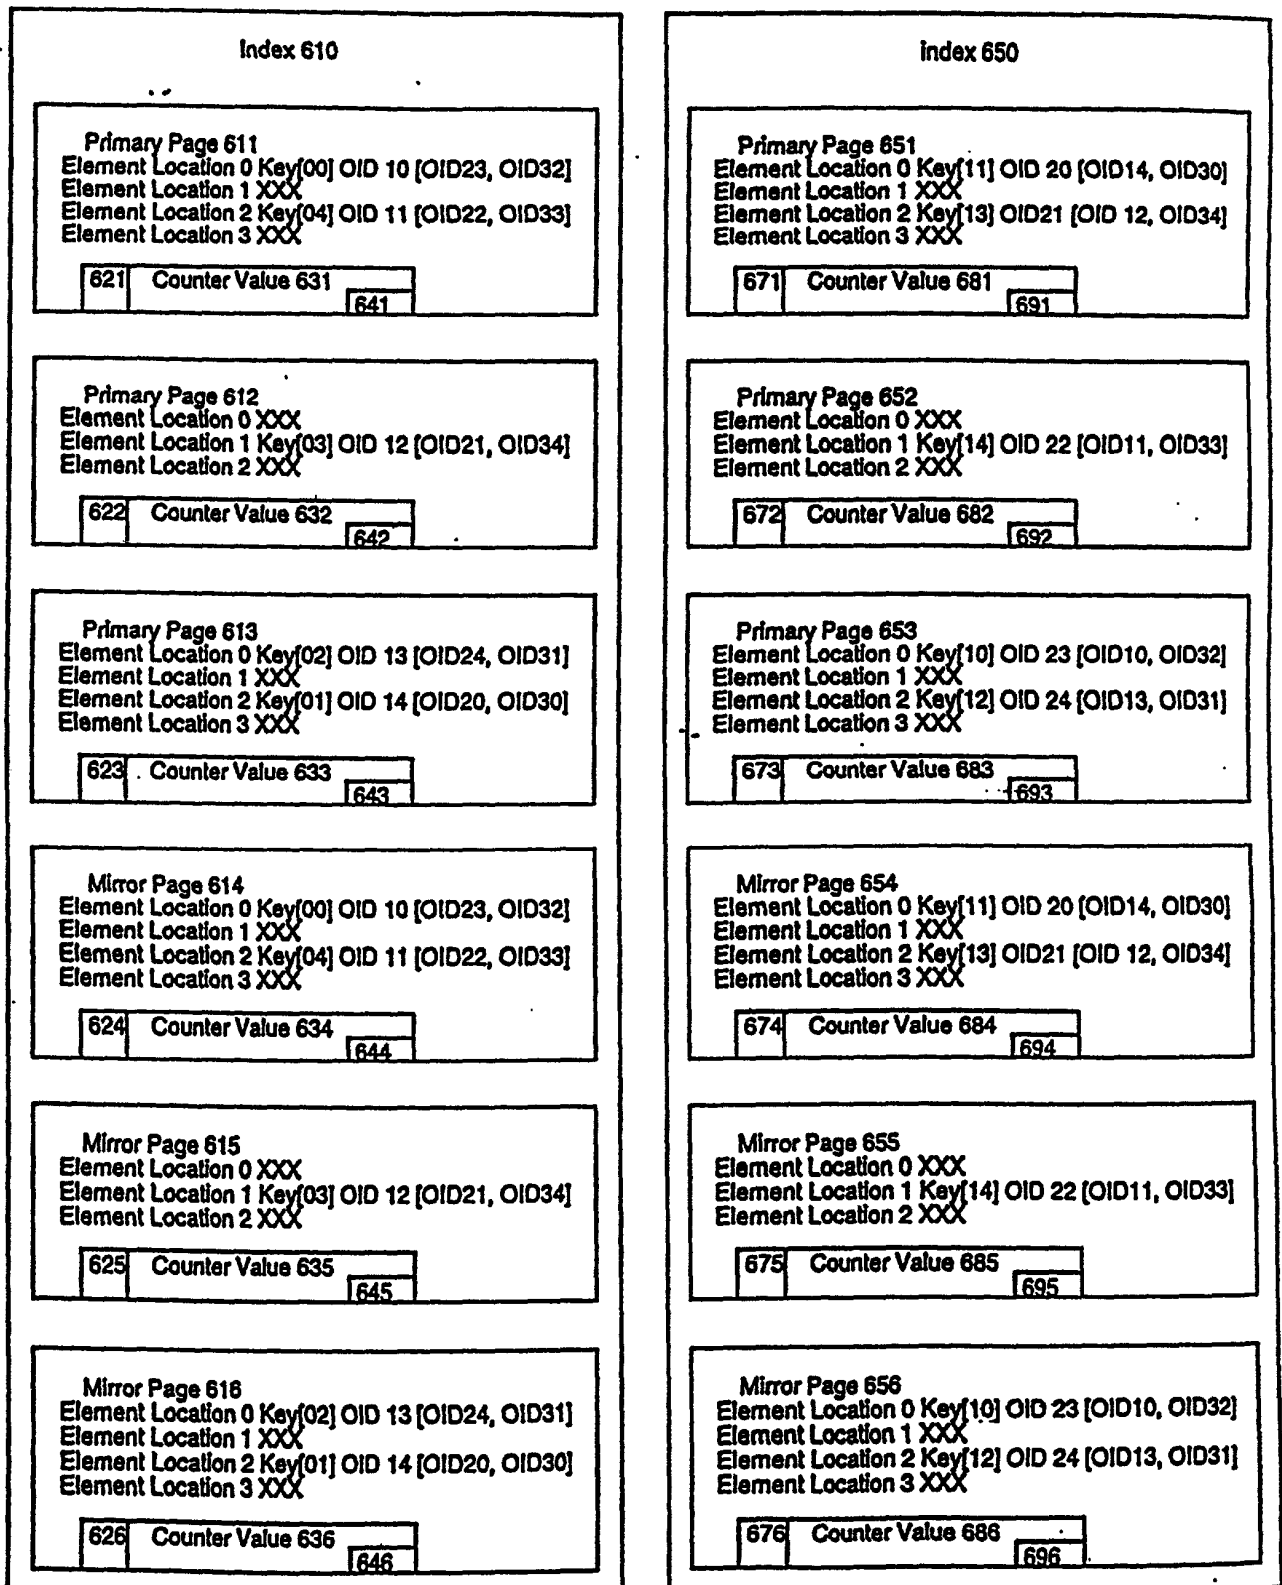 Index 610
Primary Page 611
Element Location 0 Key[00] OID 10 [OID23, OID32]
Element Location 1 XXX
Element Location 2 Key[04] OID 11 [OID22, OID33]
Element Location 3 XXX
621 Counter Value 631
641
Primary Page 612
Element Location 0 XXX
Element Location 1 Key[03] OID 12 [OID21, OID34]
Element Location 2 XXX
622 Counter Value 632
642
Primary Page 613
Element Location 0 Key[02] OID 13 [OID24, OID31]
Element Location 1 XXX
Element Location 2 Key[01] OID 14 [OID20, OID30]
Element Location 3 XXX
623 Counter Value 633
643
Mirror Page 614
Element Location 0 Key[00] OID 10 [OID23, OID32]
Element Location 1 XXX
Element Location 2 Key[04] OID 11 [OID22, OID33]
Element Location 3 XXX
624 Counter Value 634
644
Mirror Page 615
Element Location 0 XXX
Element Location 1 Key[03] OID 12 [OID21, OID34]
Element Location 2 XXX
625 Counter Value 635
645
Mirror Page 616
Element Location 0 Key[02] OID 13 [OID24, OID31]
Element Location 1 XXX
Element Location 2 Key[01] OID 14 [OID20, OID30]
Element Location 3 XXX
626 Counter Value 636
646
index 650
Primary Page 651
Element Location 0 Key[11] OID 20 [OID14, OID30]
Element Location 1 XXX
Element Location 2 Key[13] OID21 [OID 12, OID34]
Element Location 3 XXX
671 Counter Value 681
691
Primary Page 652
Element Location 0 XXX
Element Location 1 Key[14] OID 22 [OID11, OID33]
Element Location 2 XXX
672 Counter Value 682
692
Primary Page 653
Element Location 0 Key[10] OID 23 [OID10, OID32]
Element Location 1 XXX
Element Location 2 Key[12] OID 24 [OID13, OID31]
Element Location 3 XXX
673 Counter Value 683
693
Mirror Page 654
Element Location 0 Key[11] OID 20 [OID14, OID30]
Element Location 1 XXX
Element Location 2 Key[13] OID21 [OID 12, OID34]
Element Location 3 XXX
674 Counter Value 684
694
Mirror Page 655
Element Location 0 XXX
Element Location 1 Key[14] OID 22 [OID11, OID33]
Element Location 2 XXX
675 Counter Value 685
695
Mirror Page 656
Element Location 0 Key[10] OID 23 [OID10, OID32]
Element Location 1 XXX
Element Location 2 Key[12] OID 24 [OID13, OID31]
Element Location 3 XXX
676 Counter Value 686
696